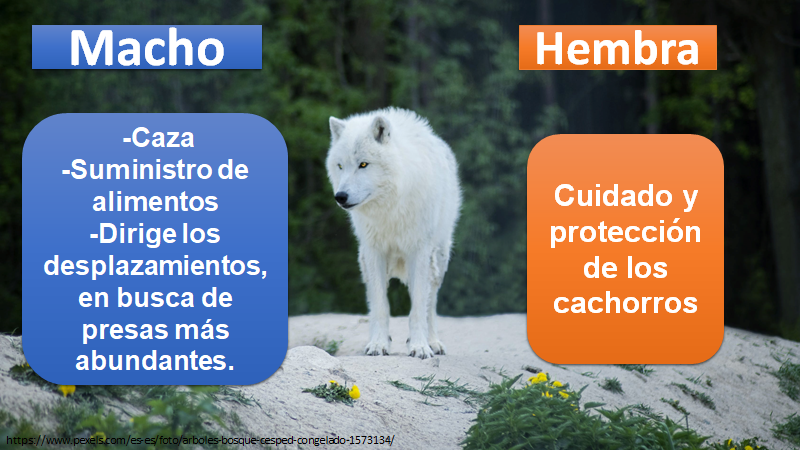 Macho
Hembra
-Caza
-Suministro de
alimentos
-Dirige los
desplazamientos,
en busca de
presas más
abundantes.
Cuidado y
protección
de los
cachorros
https://www.pexels.com/es-es/foto/arboles-bosque-cesped-congelado-1573134/